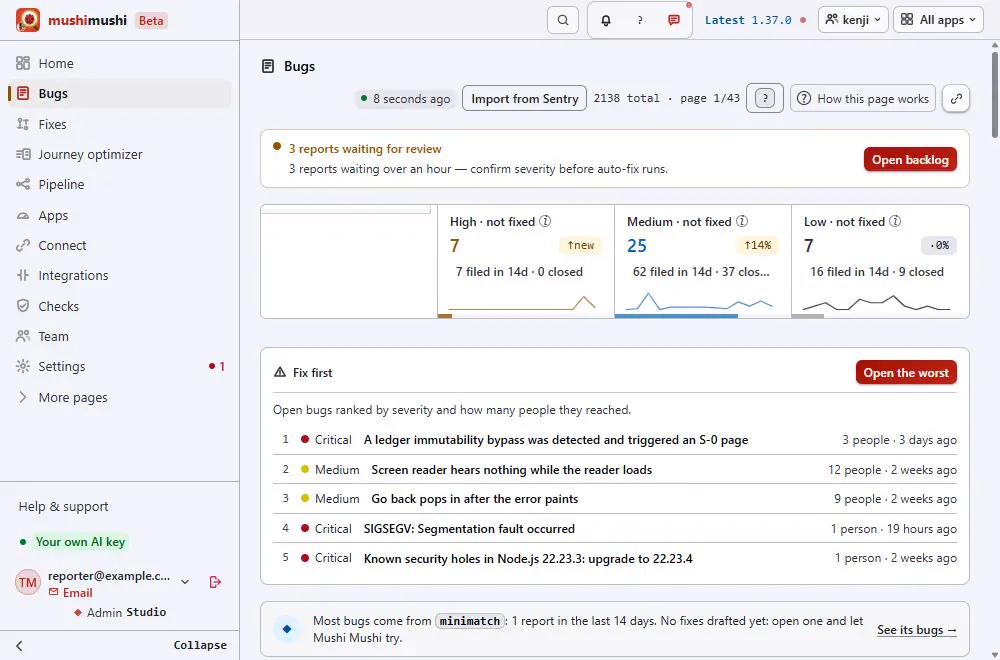 mushimushi Beta
?
Latest 1.37.0
kenji
All apps
Home
Bugs
Fixes
Journey optimizer
Pipeline
Apps
Connect
Integrations
Checks
Team
Settings
1
More pages
Help & support
Your own AI key
TM
reporter@example.c...
Email
Admin Studio
Collapse
Bugs
8 seconds ago
Import from Sentry
2138 total · page 1/43
?
? How this page works
3 reports waiting for review
3 reports waiting over an hour — confirm severity before auto-fix runs.
Open backlog
High · not fixed
7 ↑new
7 filed in 14d · 0 closed
Medium · not fixed
25 ↑14%
62 filed in 14d · 37 clos...
Low · not fixed
7 ·0%
16 filed in 14d · 9 closed
Fix first
Open the worst
Open bugs ranked by severity and how many people they reached.
1 Critical A ledger immutability bypass was detected and triggered an S-0 page 3 people · 3 days ago
2 Medium Screen reader hears nothing while the reader loads 12 people · 2 weeks ago
3 Medium Go back pops in after the error paints 9 people · 2 weeks ago
4 Critical SIGSEGV: Segmentation fault occurred 1 person · 19 hours ago
5 Critical Known security holes in Node.js 22.23.3: upgrade to 22.23.4 1 person · 2 weeks ago
Most bugs come from minimatch: 1 report in the last 14 days. No fixes drafted yet: open one and let
Mushi Mushi try.
See its bugs →